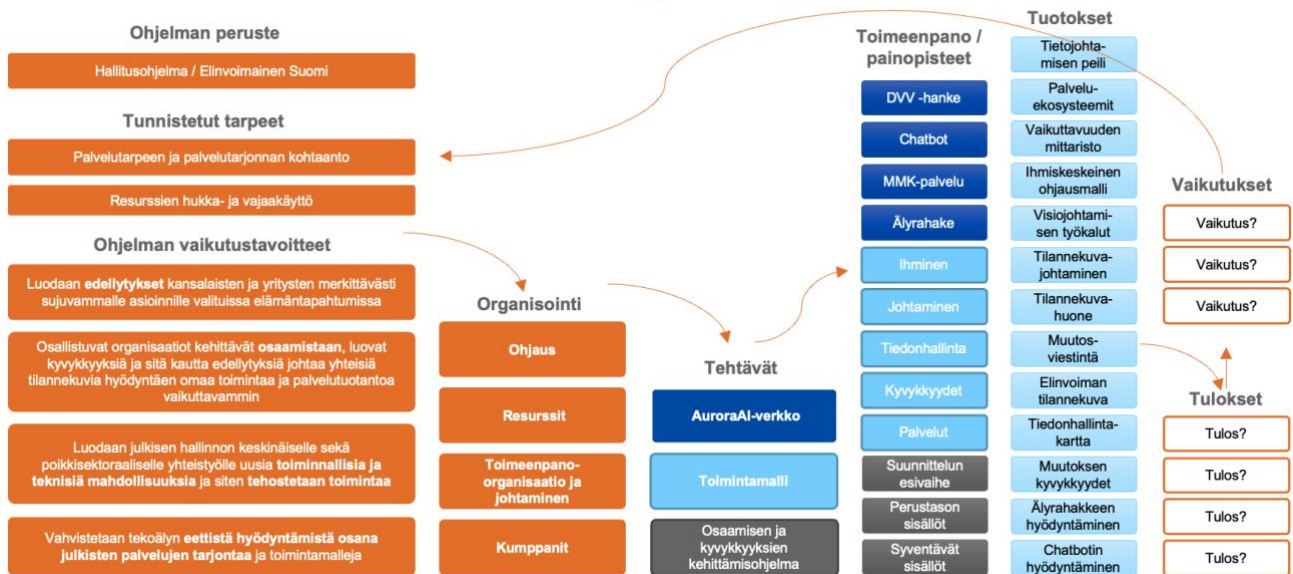 Ohjelman peruste
Hallitusohjelma / Elinvoimainen Suomi
Tunnistetut tarpeet
Palvelutarpeen ja palvelutarjonnan kohtaanto
Resurssien hukka- ja vajaakäyttö
Ohjelman vaikutustavoitteet
Luodaan edellytykset kansalaisten ja yritysten merkittävästi
sujuvammalle asioinnille valituissa elämäntapahtumissa
Osallistuvat organisaatiot kehittävät osaamistaan, luovat
kyvykkyyksiä ja sitä kautta edellytyksiä johtaa yhteisiä
tilannekuvia hyödyntäen omaa toimintaa ja palvelutuotantoa
vaikuttavammin
Luodaan julkisen hallinnon keskinäiselle sekä
poikkisektoraaliselle yhteistyölle uusia toiminnallisia ja
teknisiä mahdollisuuksia ja siten tehostetaan toimintaa
Vahvistetaan tekoälyn eettistä hyödyntämistä osana
julkisten palvelujen tarjontaa ja toimintamalleja
Organisointi
Ohjaus
Resurssit
Toimeenpano-
organisaatio ja
johtaminen
Kumppanit
Tehtävät
AuroraAI-verkko
Toimintamalli
Osaamisen ja
kyvykkyyksien
kehittämisohjelma
Toimeenpano /
painopisteet
DVV -hanke
Chatbot
MMK-palvelu
Älyrahake
Ihminen
Johtaminen
Tiedonhallinta
Kyvykkyydet
Palvelut
Suunnittelun
esivaihe
Perustason
sisällöt
Syventävät
sisällöt
Tuotokset
Tietojohta-
misen peili
Palvelu-
ekosysteemit
Vaikuttavuuden
mittaristo
Ihmiskeskeinen
ohjausmalli
Visiojohtami-
sen työkalut
Tilannekuva-
johtaminen
Tilannekuva-
huone
Muutos-
viestintä
Elinvoiman
tilannekuva
Tiedonhallinta-
kartta
Muutoksen
kyvykkyydet
Älyrahakkeen
hyödyntäminen
Chatbotin
hyödyntäminen
Vaikutukset
Vaikutus?
Vaikutus?
Vaikutus?
Tulokset
Tulos?
Tulos?
Tulos?
Tulos?